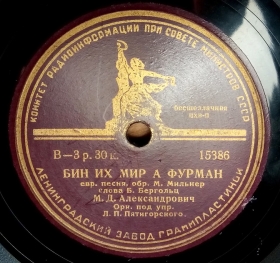 КОМИТЕТ РАДИОИНФОРМАЦИИ ПРИ СОВЕТЕ МИНИСТРОВ СССР
В—3 р. 30 к.
15386
БИН ИХ МИР А ФУРМАН
евр. песня, обр. М. Мильнер
слова В. Бергольц
М. Д. Александрович
Орк. под упр.
Л. П. Пятигорского
ЛЕНИНГРАДСКИЙ ЗАВОД ГРАМПЛАСТИНОК